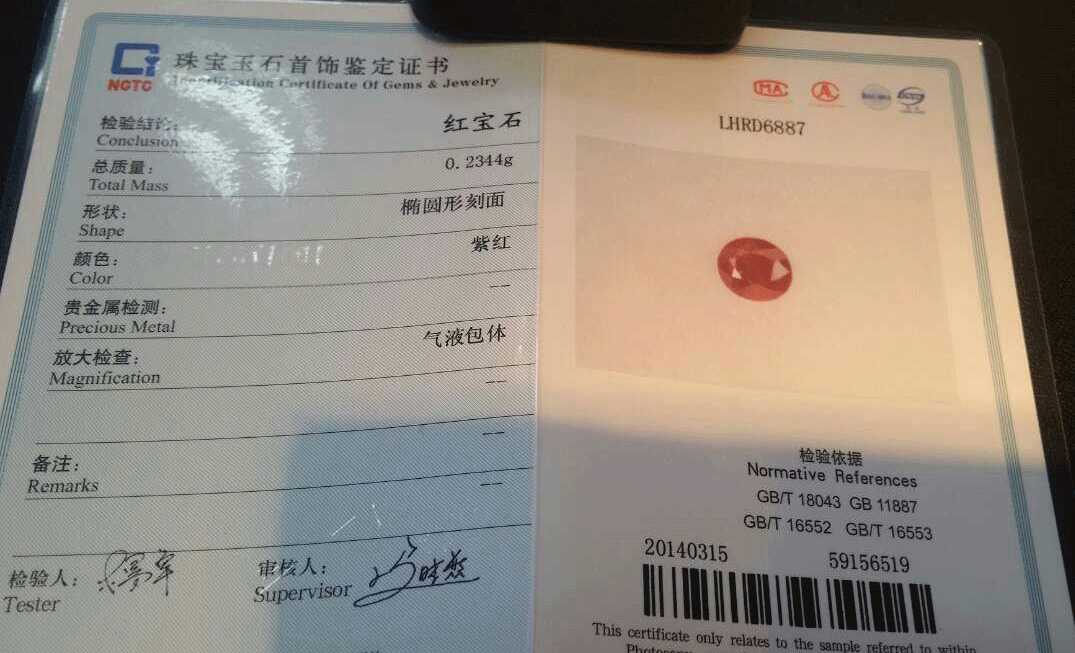 NGTC
珠宝玉石首饰鉴定证书
Identification Certificate Of Gems & Jewelry
检验结论: 红宝石
Conclusion
总质量: 0.2344g
Total Mass
形状: 椭圆形刻面
Shape
颜色: 紫红
Color
贵金属检测: --
Precious Metal
放大检查: 气液包体
Magnification
--
--
备注:
Remarks --
检验人:
Tester
审核人:
Supervisor
MA
LHRD6887
检验依据
Normative References
GB/T 18043 GB 11887
GB/T 16552 GB/T 16553
20140315 59156519
This certificate only relates to the sample referred to within